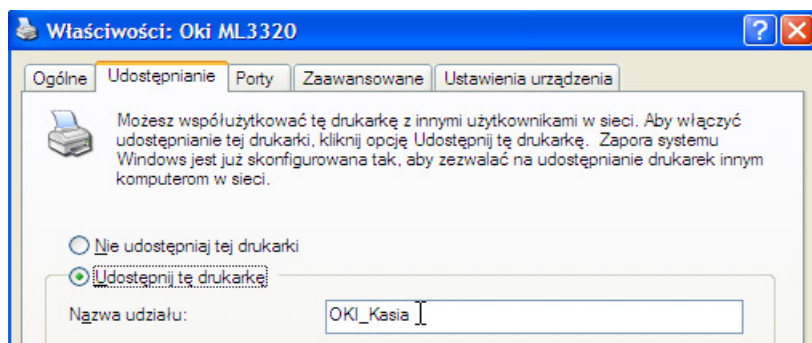 Właściwości: Oki ML3320
Ogólne Udostępnianie Porty Zaawansowane Ustawienia urządzenia
Możesz współużytkować tę drukarkę z innymi użytkownikami w sieci. Aby włączyć
udostępnianie tej drukarki, kliknij opcję Udostępnij tę drukarkę. Zapora systemu
Windows jest już skonfigurowana tak, aby zezwalać na udostępnianie drukarek innym
komputerom w sieci.
Nie udostępniaj tej drukarki
Udostępnij tę drukarkę
Nazwa udziału: OKI_Kasia